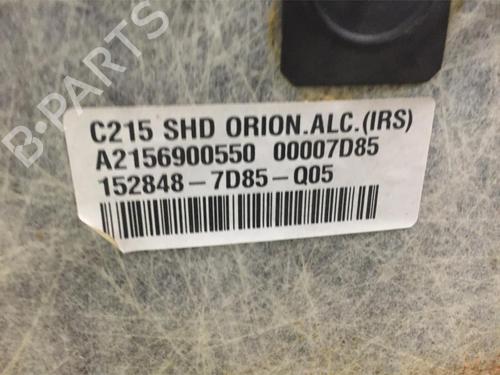 B-PARTS
C215 SHD ORION.ALC.(IRS)
A2156900550 00007D85
152848-7D85-Q05